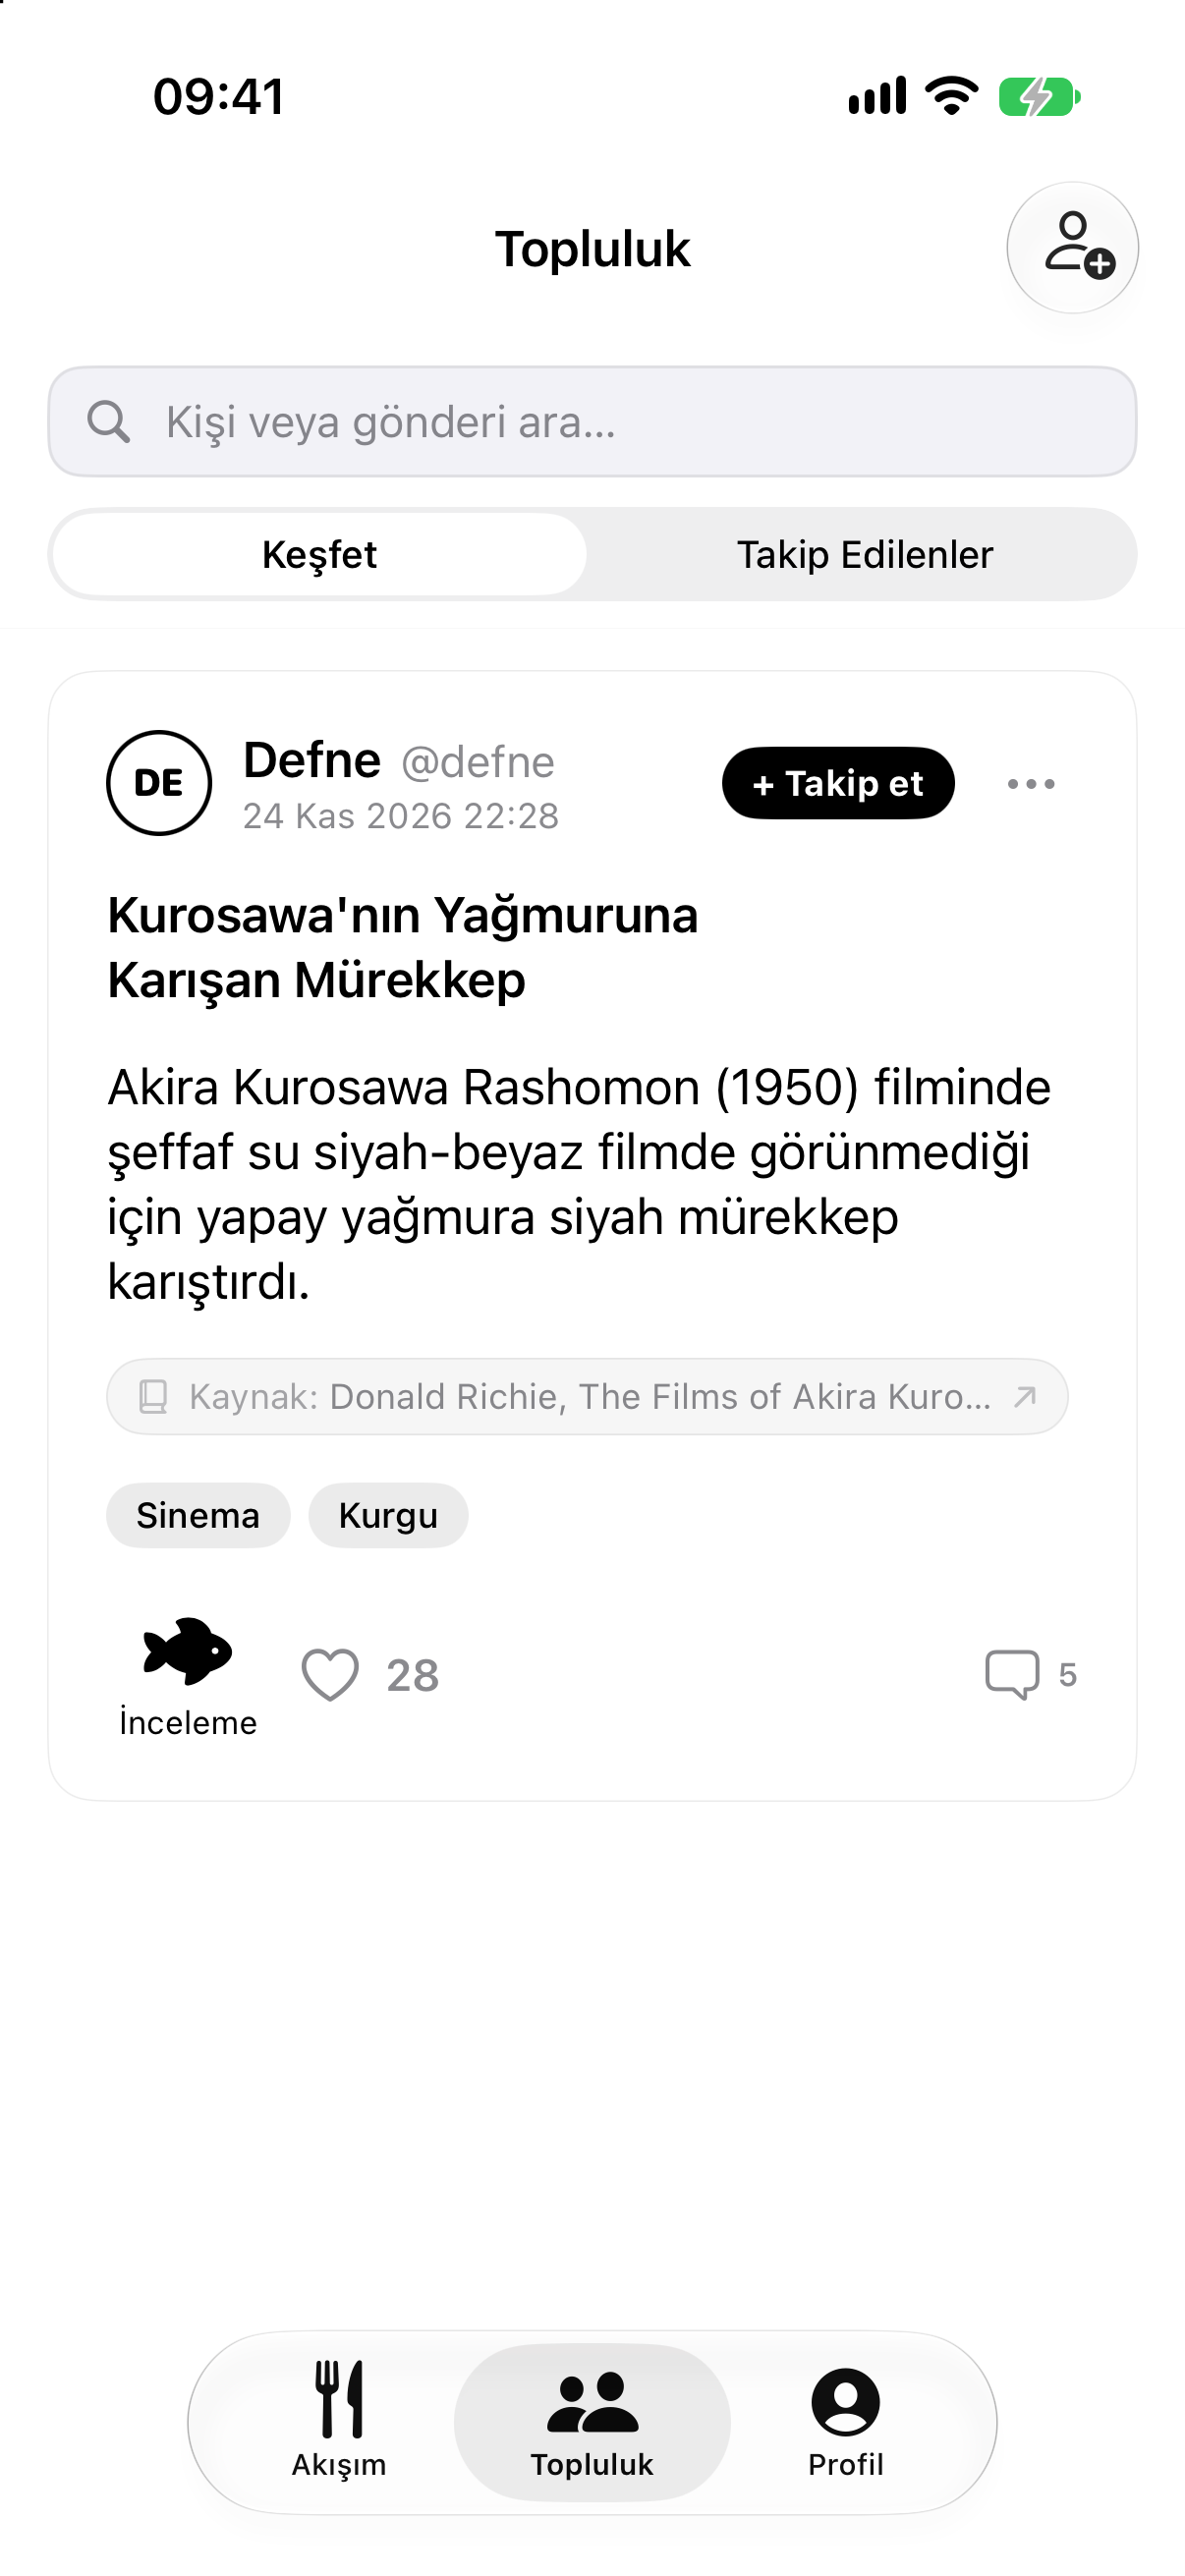 09:41
Topluluk
Kişi veya gönderi ara...
Keşfet
Takip Edilenler
DE
Defne @defne
24 Kas 2026 22:28
+ Takip et
Kurosawa'nın Yağmuruna
Karışan Mürekkep
Akira Kurosawa Rashomon (1950) filminde
şeffaf su siyah-beyaz filmde görünmediği
için yapay yağmura siyah mürekkep
karıştırdı.
Kaynak: Donald Richie, The Films of Akira Kuro...
Sinema
Kurgu
İnceleme
28
5
Akışım
Topluluk
Profil